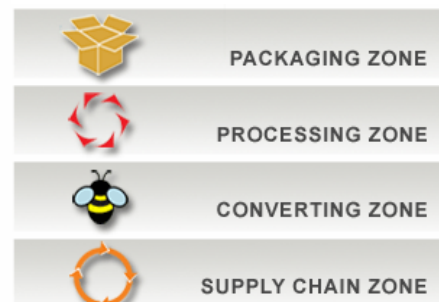 PACKAGING ZONE
PROCESSING ZONE
CONVERTING ZONE
SUPPLY CHAIN ZONE